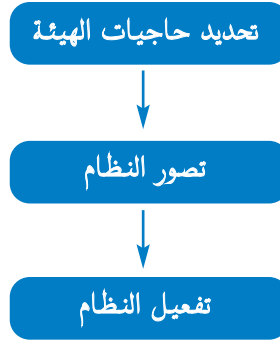 تحديد حاجيات الهيئة
تصور النظام
تفعيل النظام